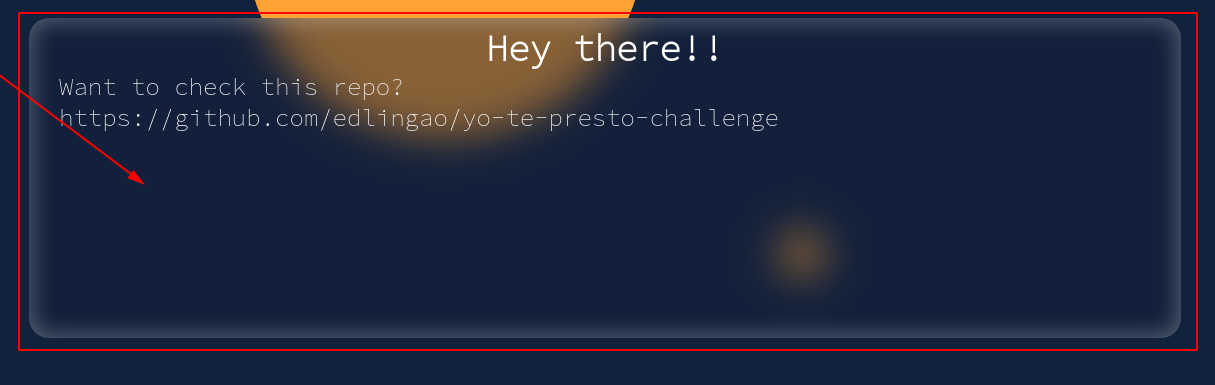 Hey there!!
Want to check this repo?
https://github.com/edlingao/yo-te-presto-challenge